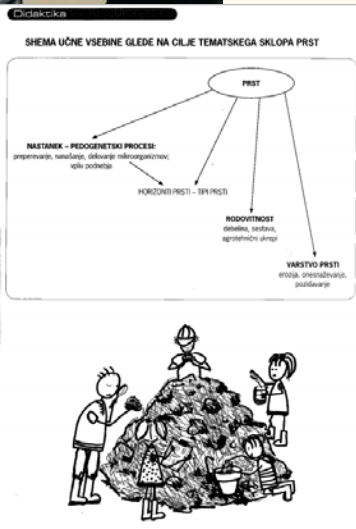 Didaktika
SHEMA UČNE VSEBINE GLEDE NA CILJE TEMATSKEGA SKLOPA PRST
PRST
NASTANEK – PEDOGENETSKI PROCESI:
preperevanje, nanašanje, delovanje mikroorganizmov;
vpliv podnebja
HORIZONTI PRSTI – TIPI PRSTI
RODOVITNOST
debelina, sestava,
agrotehnični ukrepi
VARSTVO PRSTI
erozija, onesnaževanje,
pozidavanje